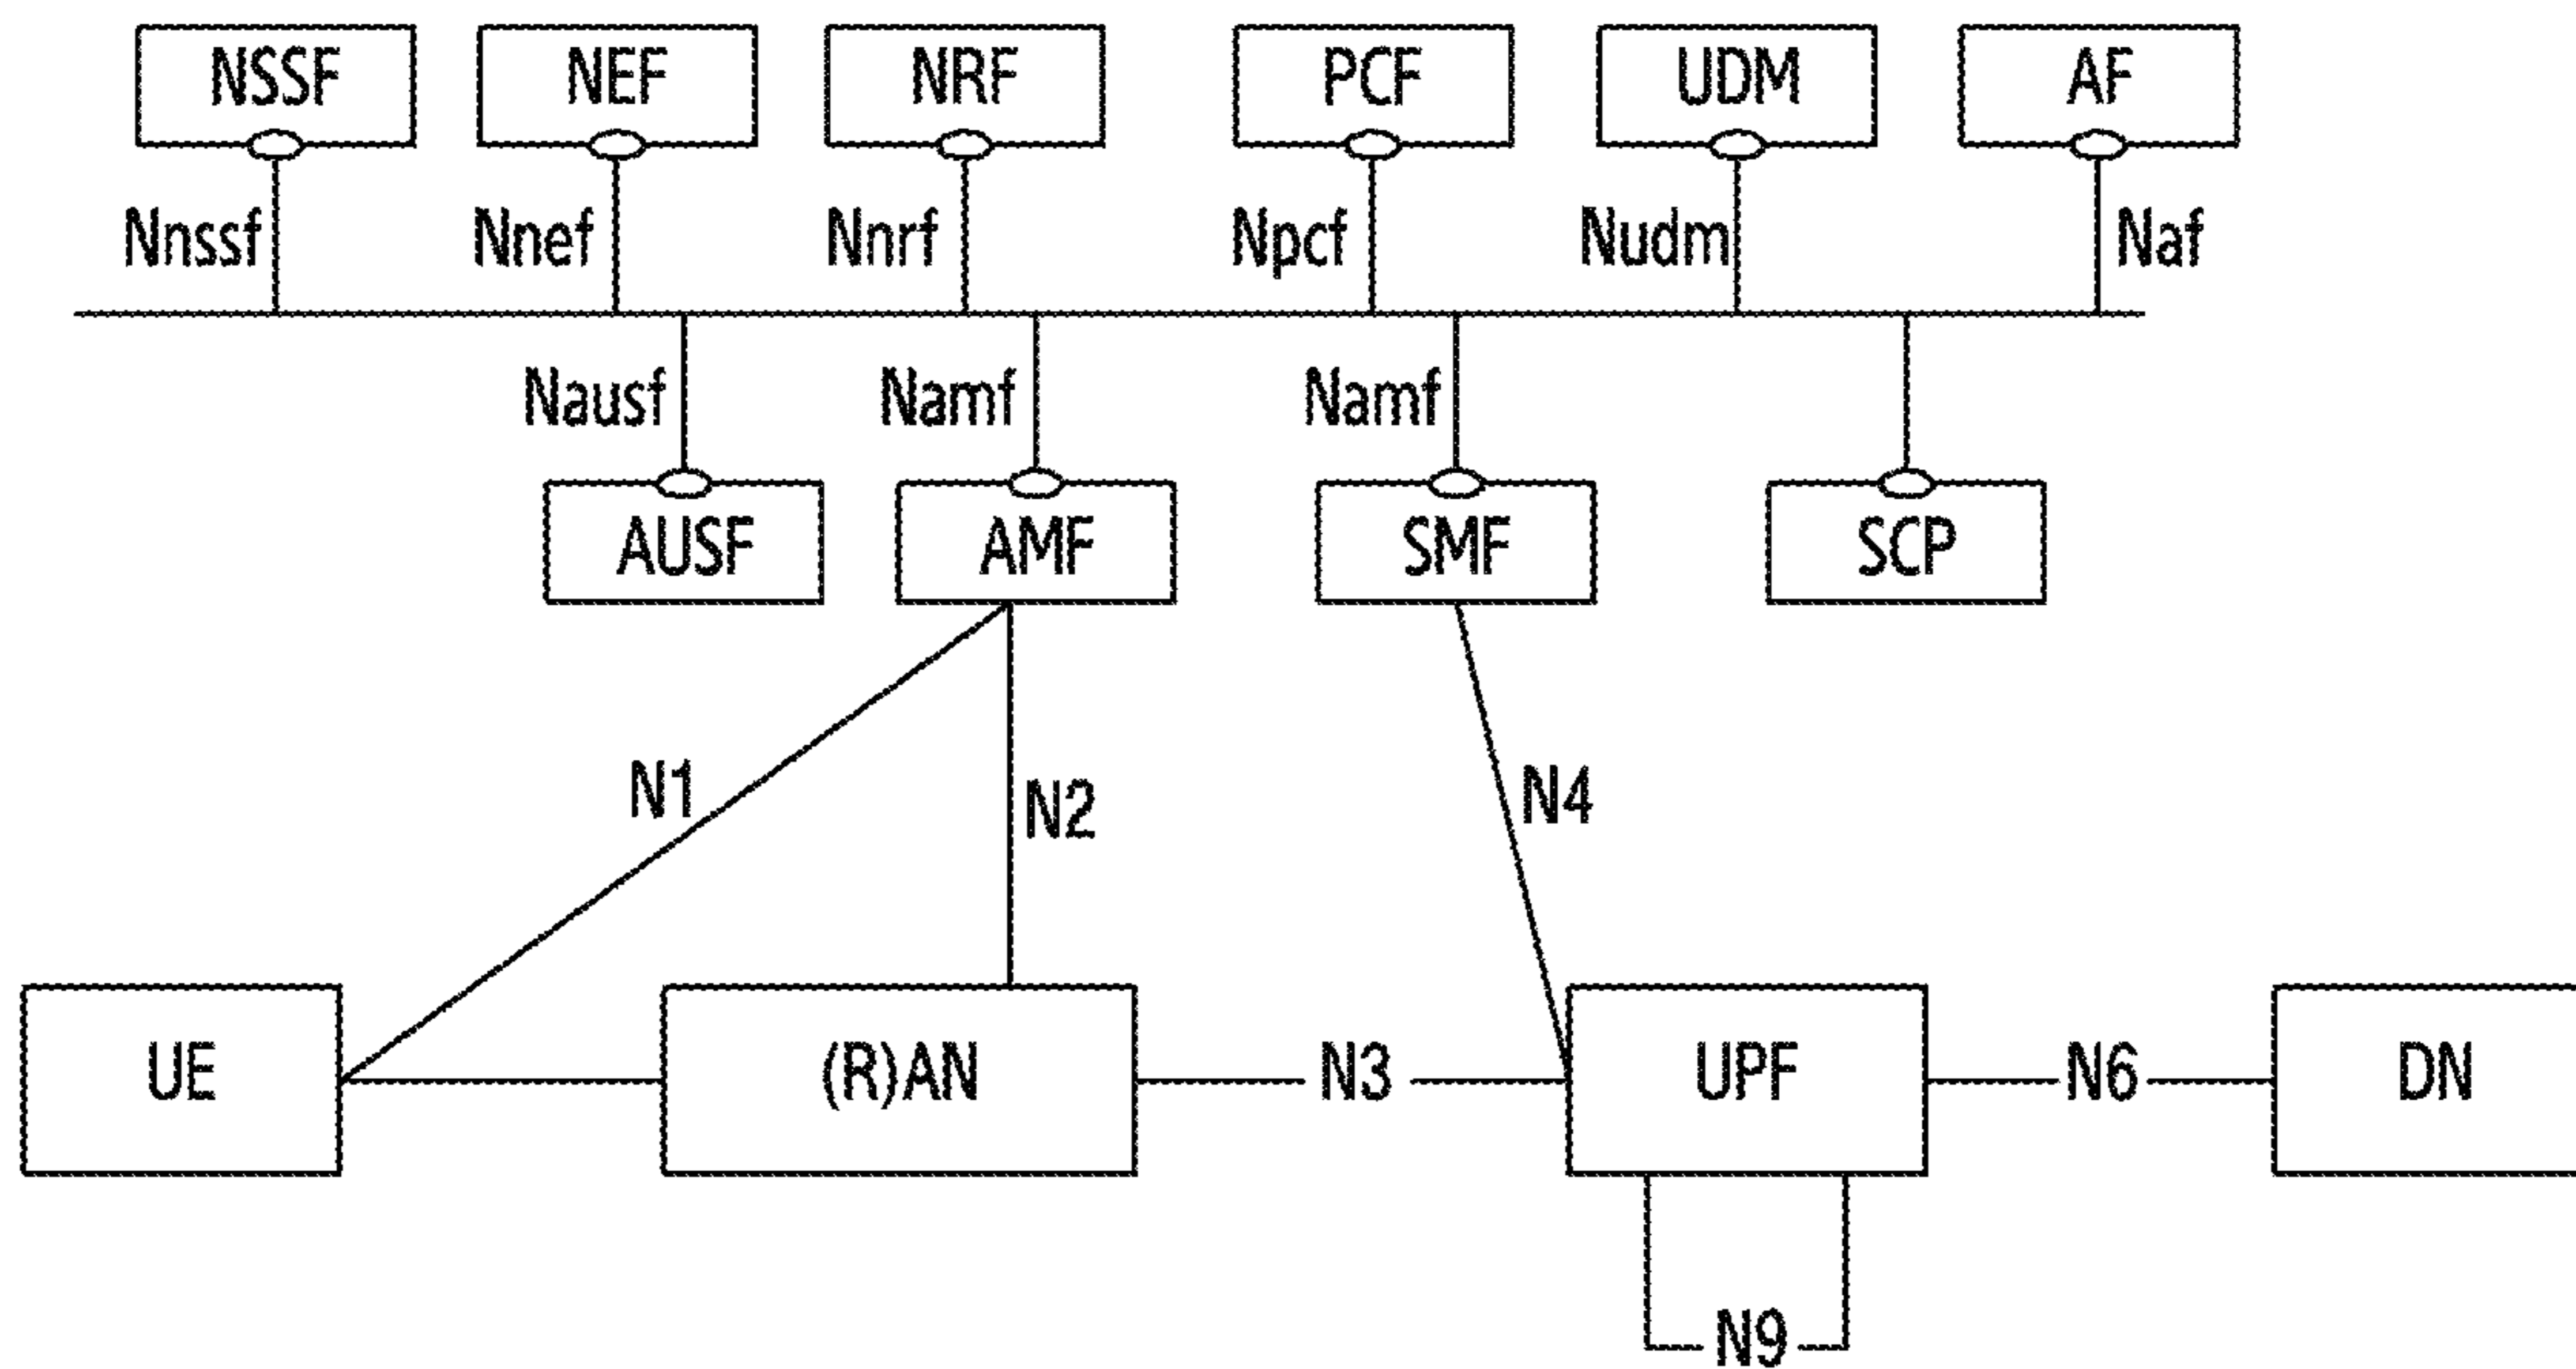 NSSF NEF NRF PCF UDM AF
Nnssf Nnef Nnrf Npcf Nudm Naf
Nausf Namf Namf
AUSF AMF SMF SCP
N1 N2 N4
UE (R)AN N3 UPF N6 DN
N9